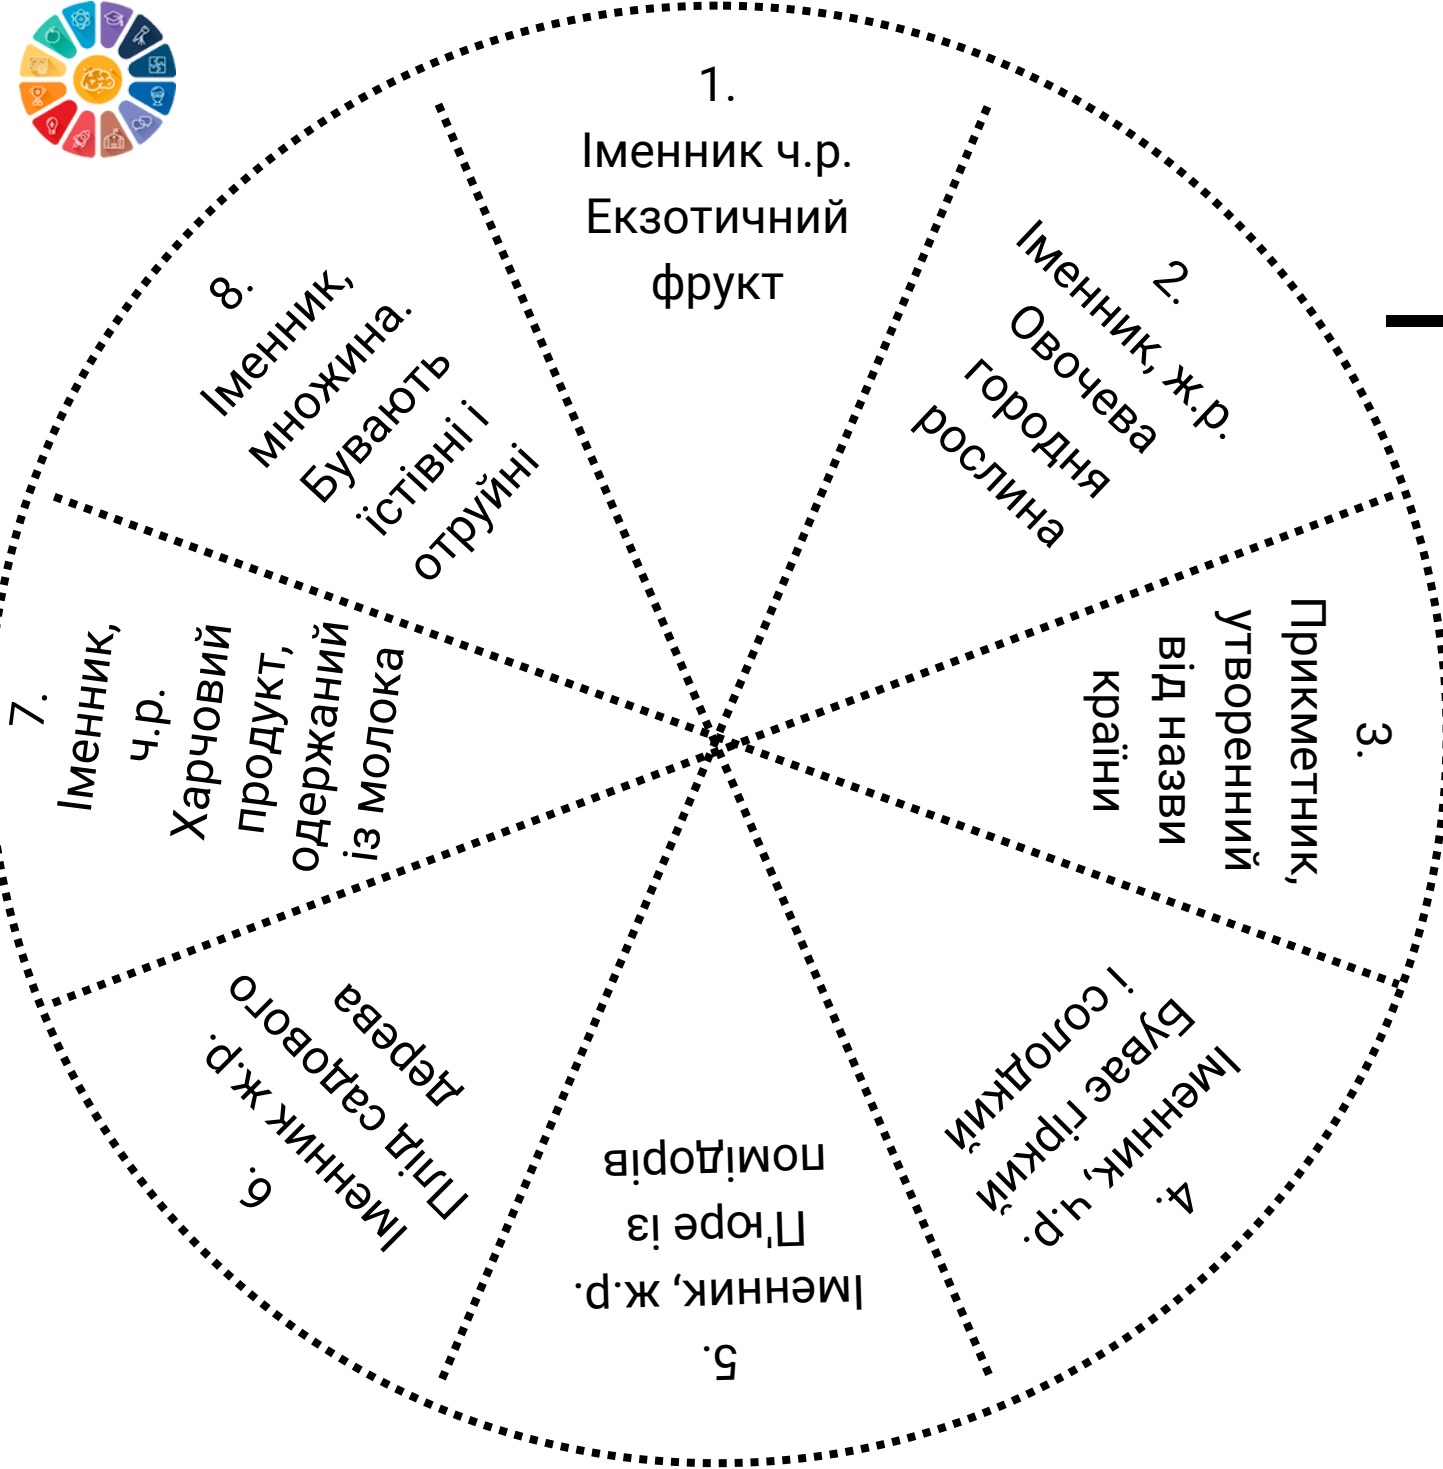 1.
Іменник ч.р.
Екзотичний
фрукт
2.
Іменник, ж.р.
Овочева
городня
рослина
3.
Прикметник,
утворенний
від назви
країни
4.
Іменник, ч.р.
Буває гіркий
і солодкий
5.
Іменник, ж.р.
П'юре із
помідорів
6.
Іменник ж.р.
Плід садового
дерева
7.
Іменник,
ч.р.
Харчовий
продукт,
одержаний
із молока
8.
Іменник,
множина.
Бувають
їстівні і
отруйні